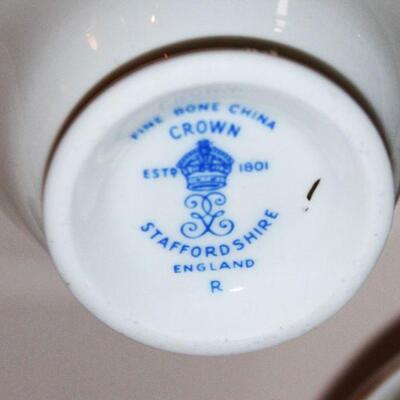 FINE BONE CHINA
CROWN
ESTD 1801
STAFFORDSHIRE
ENGLAND
R